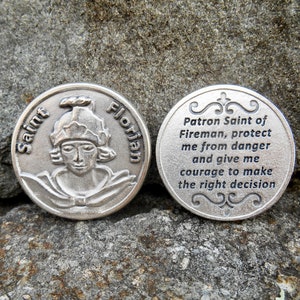 Saint Florian
Patron Saint of
Fireman, protect
me from danger
and give me
courage to make
the right decision